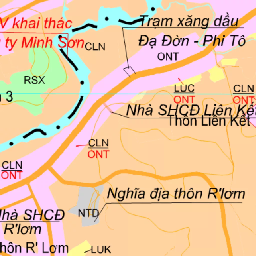 V khai thác
ty Minh Sơn
CLN
Trạm xăng dầu
Đạ Đờn - Phi Tô
ONT
RSX
LUC
CLN
ONT
ONT
3
Nhà SHCĐ Liên Kết
Thôn Liên Kết
CLN
ONT
CLN
ONT
R'lơm
Nghĩa địa thôn R'lơm
NTD
Nhà SHCĐ
thôn R' Lơm
LUK